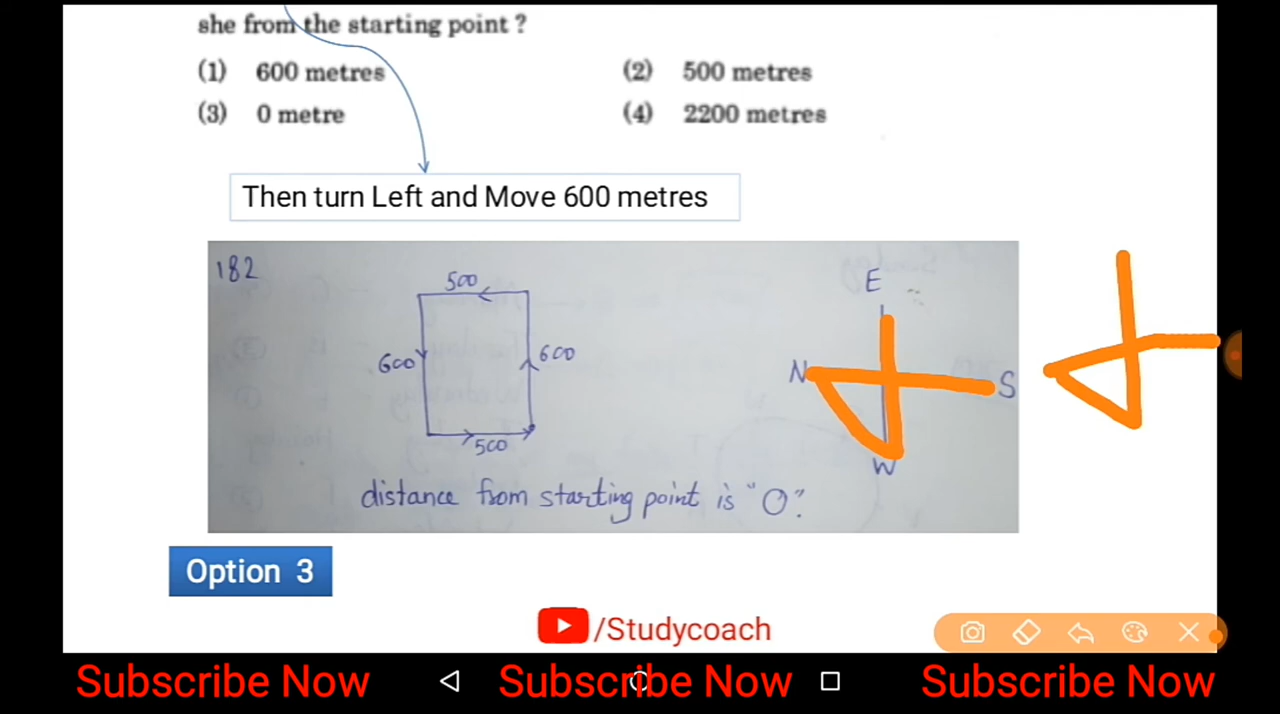 she from the starting point ?
(1) 600 metres (2) 500 metres
(3) 0 metre (4) 2200 metres
Then turn Left and Move 600 metres
182
500
600
600
500
E
N
S
W
distance from starting point is "0".
Option 3
/Studycoach
Subscribe Now Subscribe Now Subscribe Now